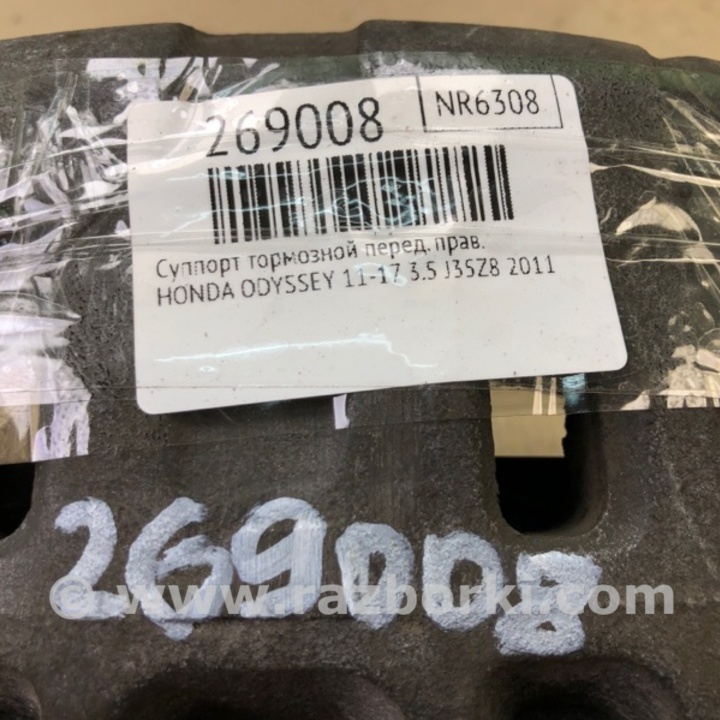 269008
NR6308
Суппорт тормозной перед. прав.
HONDA ODYSSEY 11-17 3.5 J35Z8 2011
269008
© www.razborki.com